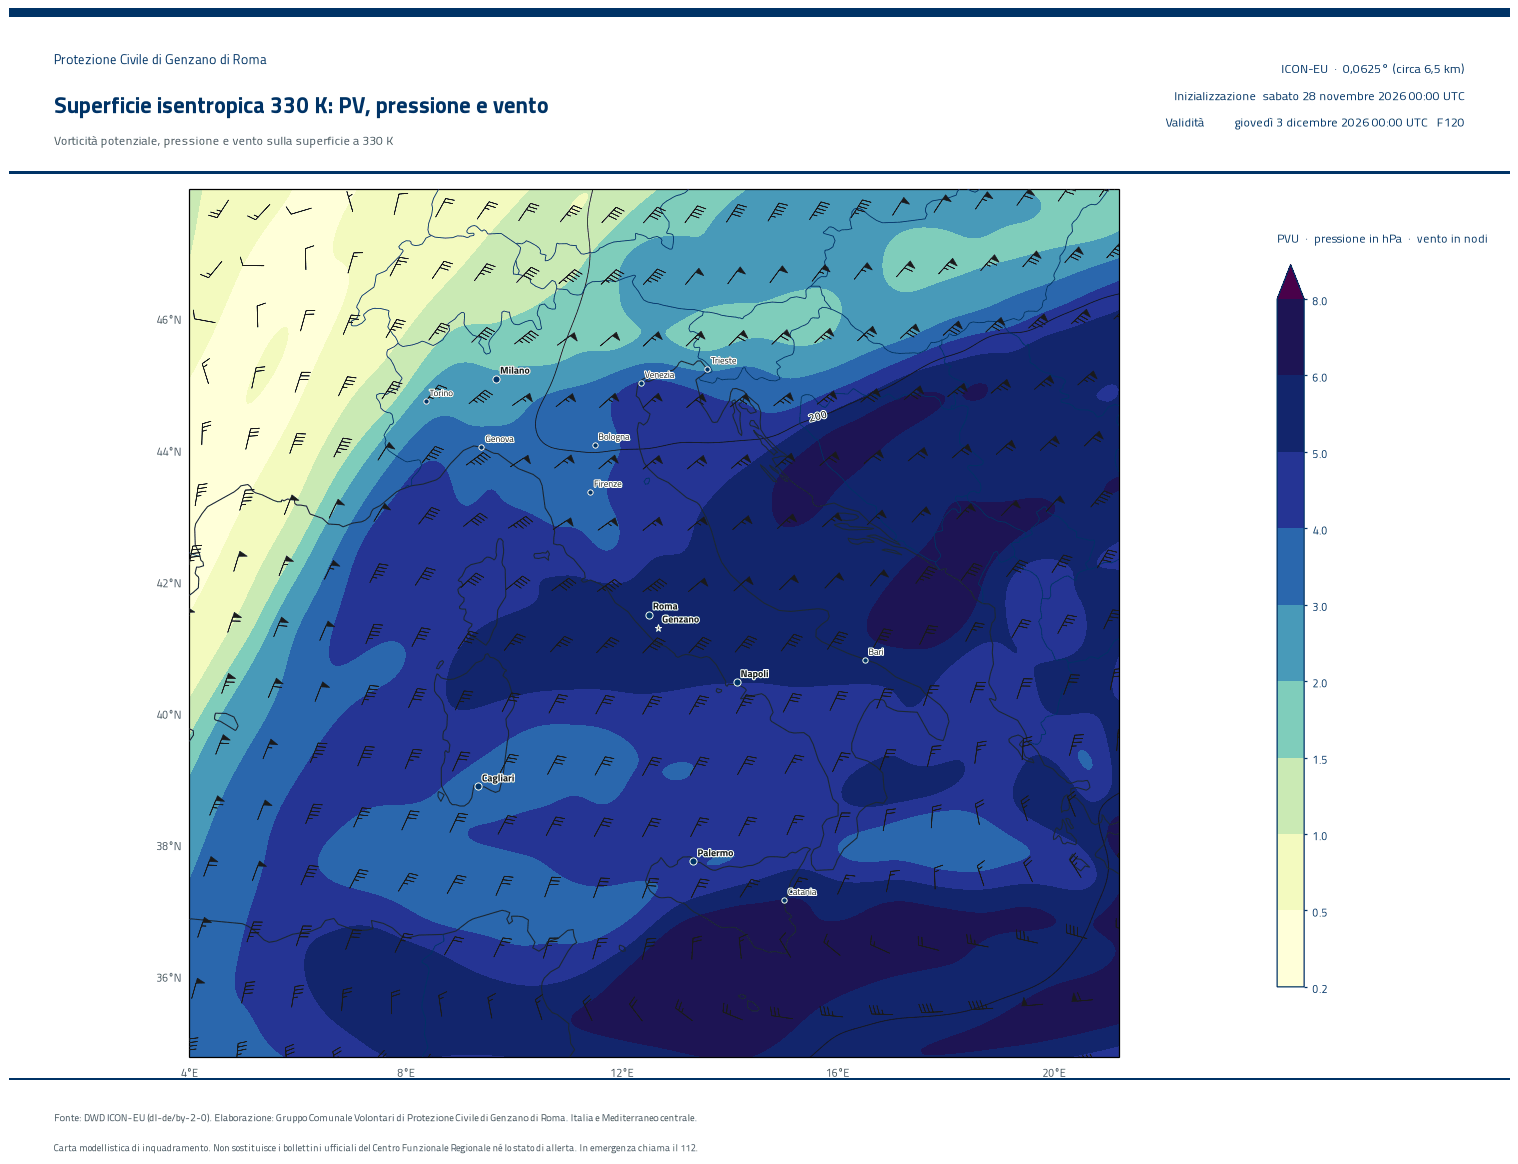 Protezione Civile di Genzano di Roma
Superficie isentropica 330 K: PV, pressione e vento
Vorticità potenziale, pressione e vento sulla superficie a 330 K
ICON-EU · 0,0625° (circa 6,5 km)
Inizializzazione sabato 28 novembre 2026 00:00 UTC
Validità giovedì 3 dicembre 2026 00:00 UTC F120
PVU · pressione in hPa · vento in nodi
8.0
6.0
5.0
4.0
3.0
2.0
1.5
1.0
0.5
0.2
46°N
44°N
42°N
40°N
38°N
36°N
4°E
8°E
12°E
16°E
20°E
Trieste
Milano
Venezia
Torino
200
Genova
Bologna
Firenze
Roma
Genzano
Bari
Napoli
Cagliari
Palermo
Catania
Fonte: DWD ICON-EU (dl-de/by-2-0). Elaborazione: Gruppo Comunale Volontari di Protezione Civile di Genzano di Roma. Italia e Mediterraneo centrale.
Carta modellistica di inquadramento. Non sostituisce i bollettini ufficiali del Centro Funzionale Regionale né lo stato di allerta. In emergenza chiama il 112.